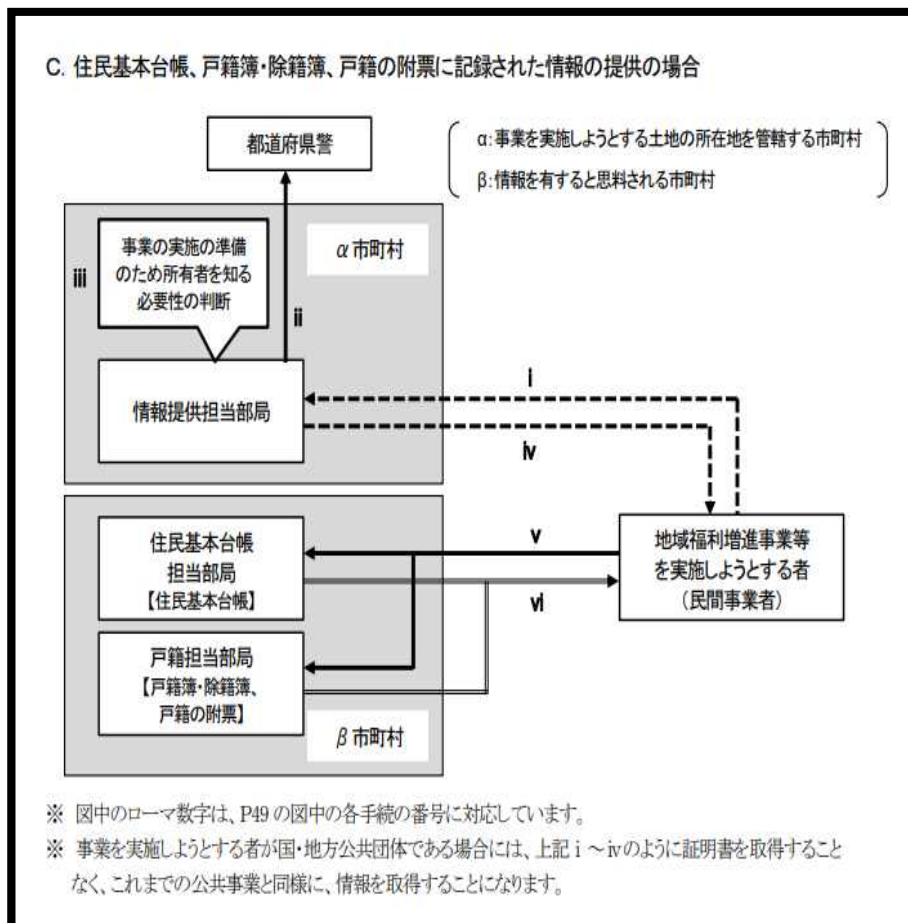 C. 住民基本台帳、戸籍簿・除籍簿、戸籍の附票に記録された情報の提供の場合
都道府県警
α:事業を実施しようとする土地の所在地を管轄する市町村
β:情報を有すると思料される市町村
事業の実施の準備
のため所有者を知る
必要性の判断
iii
α市町村
ii
情報提供担当部局
i
iv
住民基本台帳
担当部局
【住民基本台帳】
v
vi
地域福利増進事業等
を実施しようとする者
(民間事業者)
戸籍担当部局
【戸籍簿・除籍簿、
戸籍の附票】
β市町村
※ 図中のローマ数字は、P49 の図中の各手続の番号に対応しています。
※ 事業を実施しようとする者が国・地方公共団体である場合には、上記ⅰ～ⅳのように証明書を取得すること
なく、これまでの公共事業と同様に、情報を取得することになります。